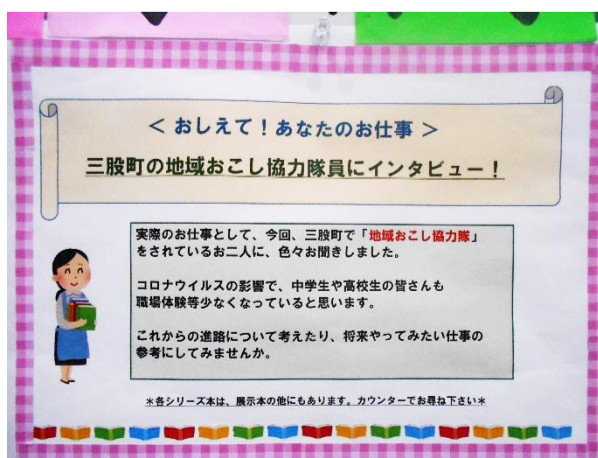 ＜ おしえて！あなたのお仕事 ＞
三股町の地域おこし協力隊員にインタビュー！
実際のお仕事として、今回、三股町で「地域おこし協力隊」
をされているお二人に、色々お聞きしました。
コロナウイルスの影響で、中学生や高校生の皆さんも
職場体験等少なくなっていると思います。
これからの進路について考えたり、将来やってみたい仕事の
参考にしてみませんか。
＊各シリーズ本は、展示本の他にもあります。カウンターでお尋ね下さい＊